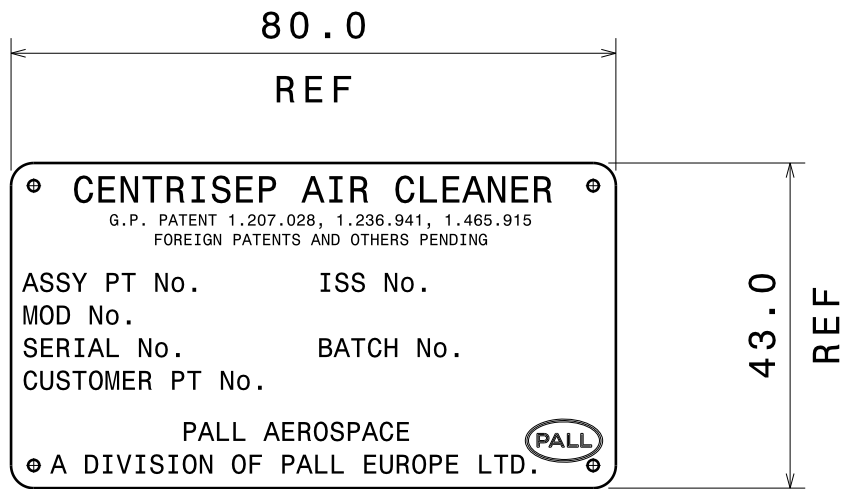 80.0
REF
CENTRISEP AIR CLEANER
G.P. PATENT 1.207.028, 1.236.941, 1.465.915
FOREIGN PATENTS AND OTHERS PENDING
ASSY PT No. ISS No.
MOD No.
SERIAL No. BATCH No.
CUSTOMER PT No.
PALL AEROSPACE
PALL
A DIVISION OF PALL EUROPE LTD.
43.0
REF